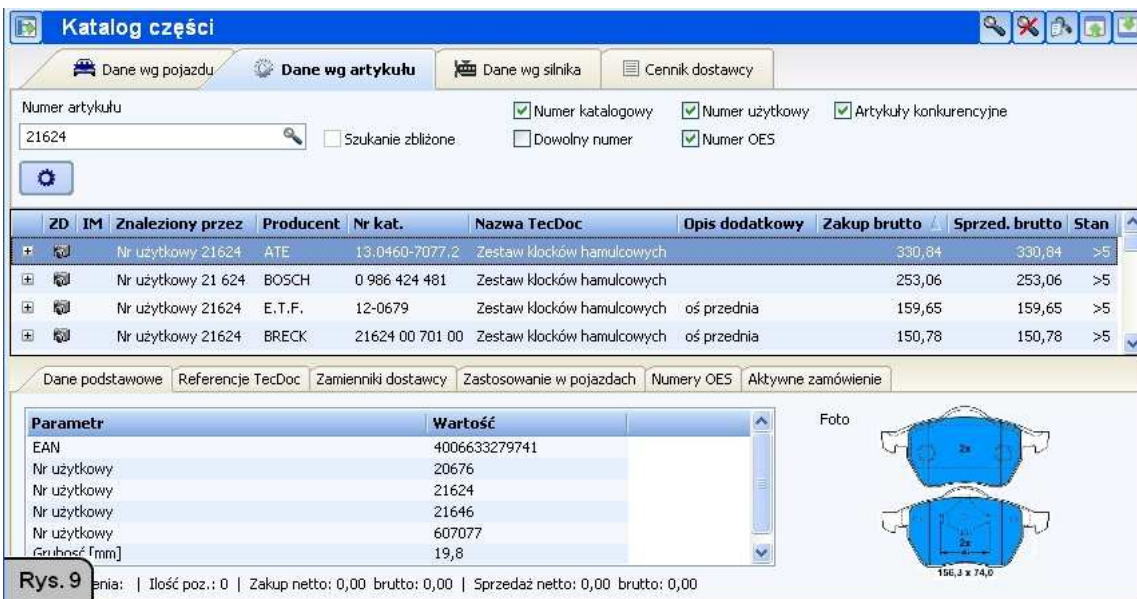 Katalog części
Dane wg pojazdu Dane wg artykułu Dane wg silnika Cennik dostawcy
Numer artykułu
Numer katalogowy Numer użytkowy Artykuły konkurencyjne
21624 Szukanie zbliżone Dowolny numer Numer OES
ZD IM Znaleziony przez Producent Nr kat. Nazwa TecDoc Opis dodatkowy Zakup brutto Sprzed. brutto Stan
Nr użytkowy 21624 ATE 13.0460-7077.2 Zestaw klocków hamulcowych 330,84 330,84 >5
Nr użytkowy 21 624 BOSCH 0 986 424 481 Zestaw klocków hamulcowych 253,06 253,06 >5
Nr użytkowy 21624 E.T.F. 12-0679 Zestaw klocków hamulcowych oś przednia 159,65 159,65 >5
Nr użytkowy 21624 BRECK 21624 00 701 00 Zestaw klocków hamulcowych oś przednia 150,78 150,78 >5
Dane podstawowe Referencje TecDoc Zamienniki dostawcy Zastosowanie w pojazdach Numery OES Aktywne zamówienie
Parametr Wartość
Foto
EAN 4006633279741
Nr użytkowy 20676
Nr użytkowy 21624
Nr użytkowy 21646
Nr użytkowy 607077
Grubość [mm] 19,8
2x
2x
156,3 x 74,0
Rys. 9
enia: | Ilość poz.: 0 | Zakup netto: 0,00 brutto: 0,00 | Sprzedaż netto: 0,00 brutto: 0,00